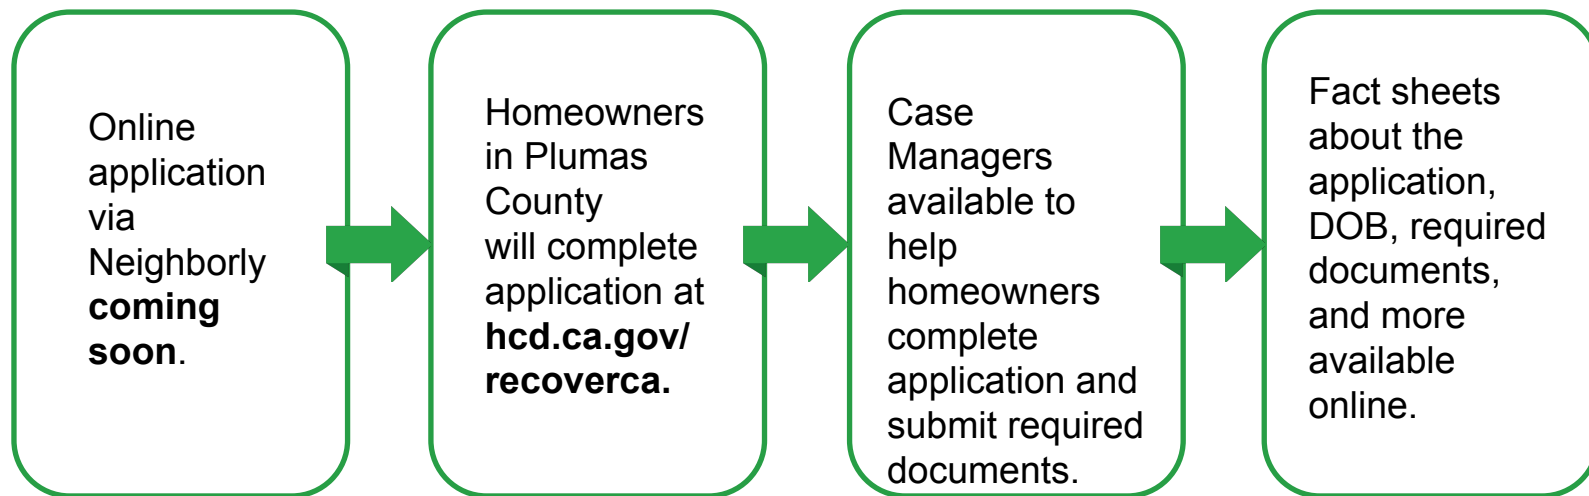 Online
application
via
Neighborly
coming
soon.
Homeowners
in Plumas
County
will complete
application at
hcd.ca.gov/
recoverca.
Case
Managers
available to
help
homeowners
complete
application and
submit required
documents.
Fact sheets
about the
application,
DOB, required
documents,
and more
available
online.